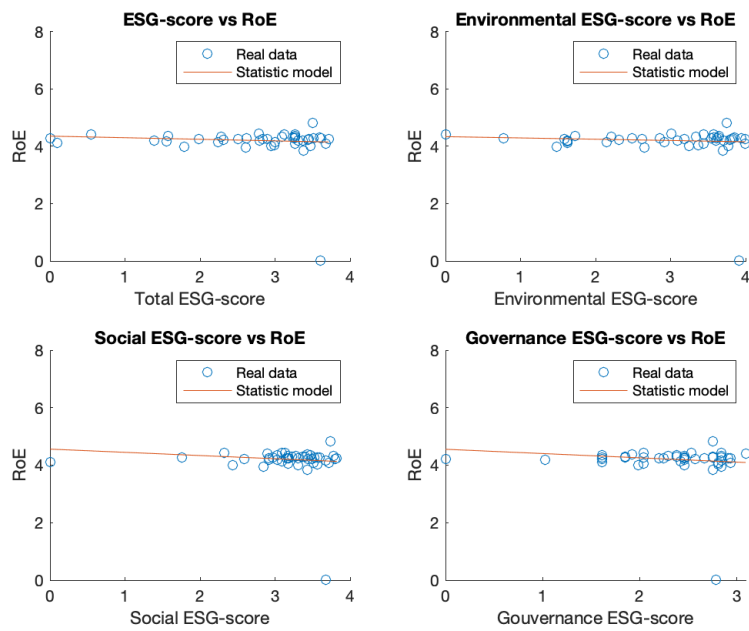 ESG-score vs RoE
8
6
4
2
0
RoE
Real data
Statistic model
0 1 2 3 4
Total ESG-score
Environmental ESG-score vs RoE
8
6
4
2
0
RoE
Real data
Statistic model
0 1 2 3 4
Environmental ESG-score
Social ESG-score vs RoE
8
6
4
2
0
RoE
Real data
Statistic model
0 1 2 3 4
Social ESG-score
Governance ESG-score vs RoE
8
6
4
2
0
RoE
Real data
Statistic model
0 1 2 3
Gouvernance ESG-score